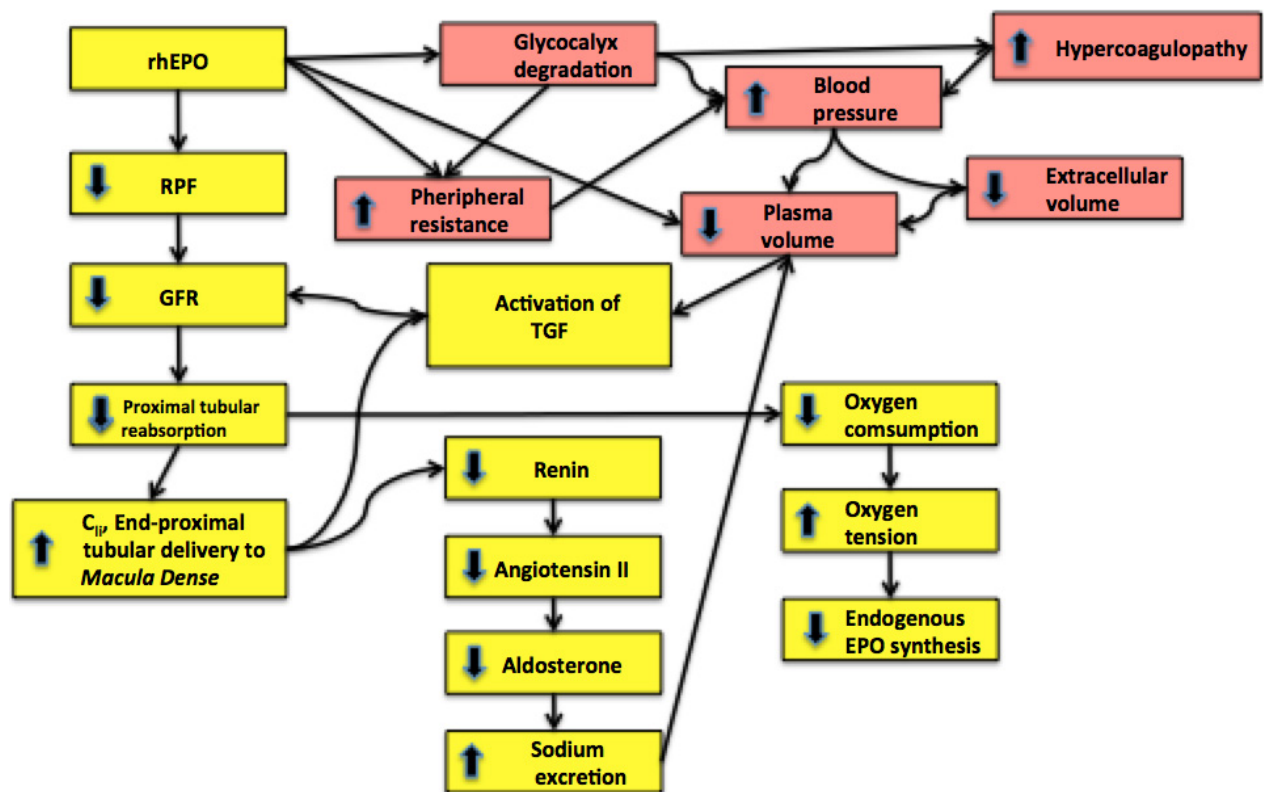 rhEPO
Glycocalyx
degradation
Hypercoagulopathy
Blood
pressure
RPF
Pheripheral
resistance
Plasma
volume
Extracellular
volume
GFR
Activation of
TGF
Proximal tubular
reabsorption
Oxygen
comsumption
Renin
C_li, End-proximal
tubular delivery to
Macula Dense
Oxygen
tension
Angiotensin II
Endogenous
EPO synthesis
Aldosterone
Sodium
excretion